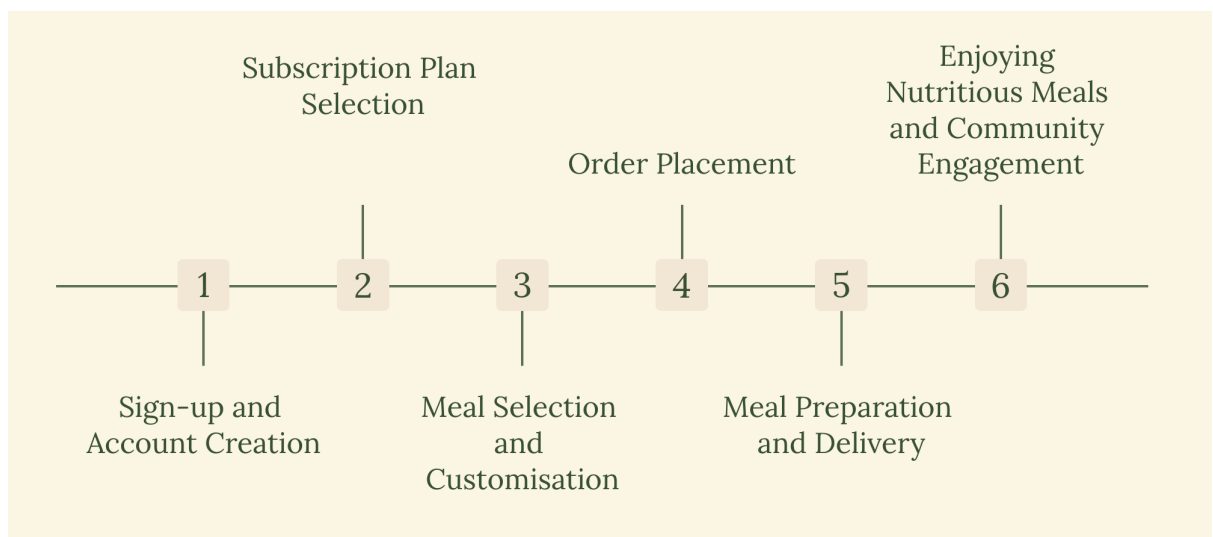 Subscription Plan
Selection
Enjoying
Nutritious Meals
and Community
Engagement
Order Placement
1
2
3
4
5
6
Sign-up and
Account Creation
Meal Selection
and
Customisation
Meal Preparation
and Delivery